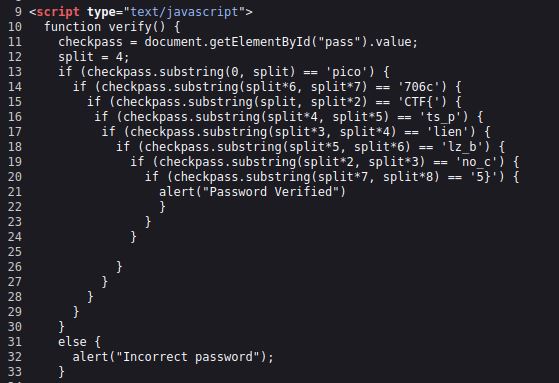 9 <script type="text/javascript">
10 function verify() {
11 checkpass = document.getElementById("pass").value;
12 split = 4;
13 if (checkpass.substring(0, split) == 'pico') {
14 if (checkpass.substring(split*6, split*7) == '706c') {
15 if (checkpass.substring(split, split*2) == 'CTF{') {
16 if (checkpass.substring(split*4, split*5) == 'ts_p') {
17 if (checkpass.substring(split*3, split*4) == 'lien') {
18 if (checkpass.substring(split*5, split*6) == 'lz_b') {
19 if (checkpass.substring(split*2, split*3) == 'no_c') {
20 if (checkpass.substring(split*7, split*8) == '5}') {
21 alert("Password Verified")
22 }
23 }
24 }
25
26 }
27 }
28 }
29 }
30 }
31 else {
32 alert("Incorrect password");
33 }